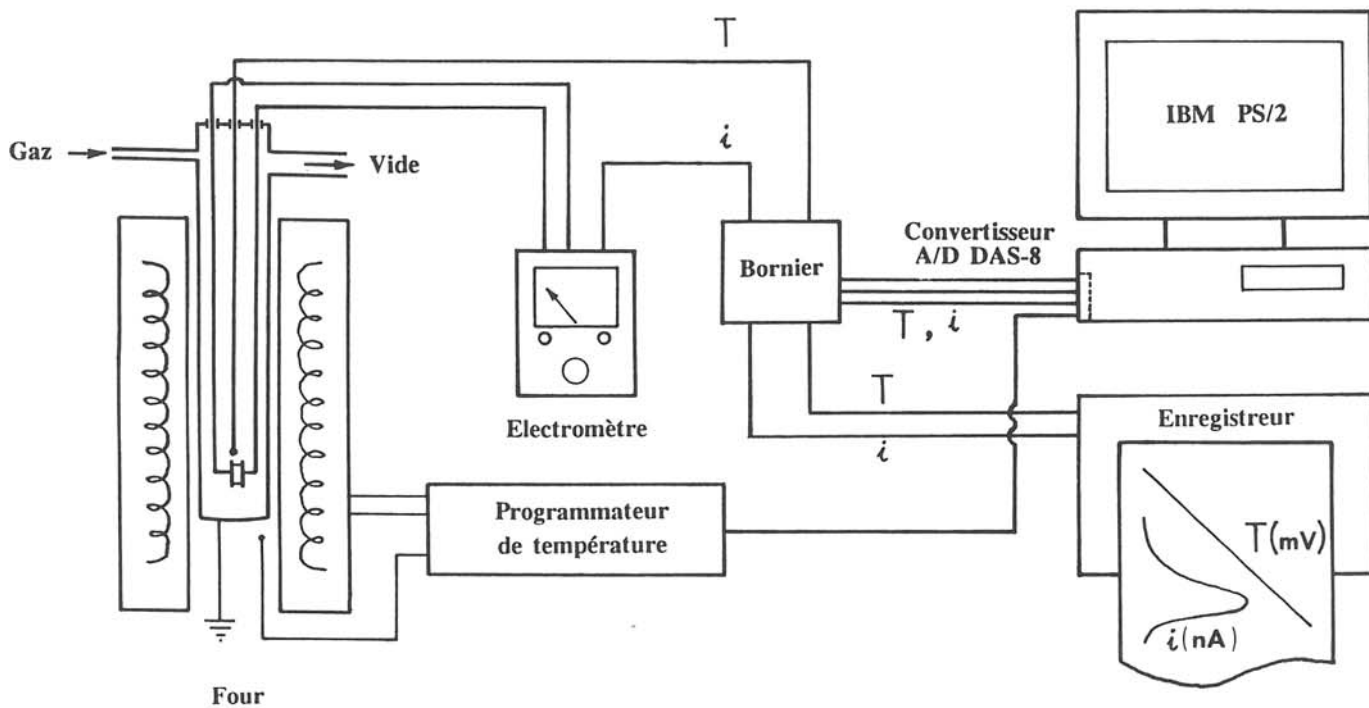 T
IBM PS/2
Gaz
Vide
i
Convertisseur
A/D DAS-8
Bornier
T, i
T
Enregistreur
Electromètre
i
Programmateur
de température
T(mV)
i(nA)
Four